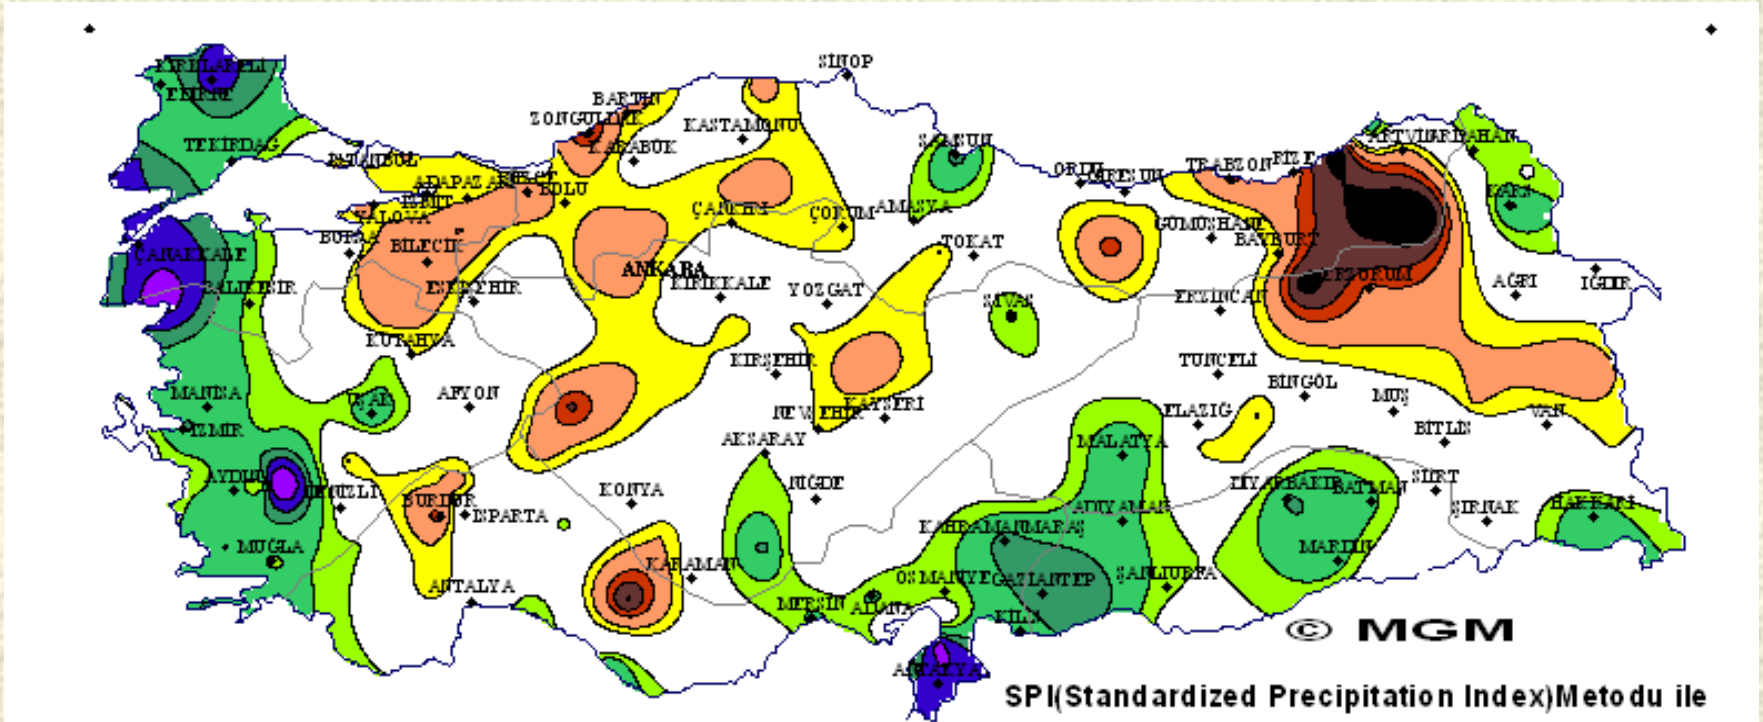 SİNOP
KIRKLARELİ
EDİRNE
BARTIN
ZONGULDAK
KASTAMONU
KARABÜK
SAMSUN
ARTVİN
ARDAHAN
TEKİRDAĞ
İSTANBUL
ORDU
GİRESUN
TRABZON
RİZE
ADAPAZARI
DÜZCE
BOLU
KARS
İZMİT
YALOVA
ÇANKIRI
ÇORUM
AMASYA
GÜMÜŞHANE
BURSA
BİLECİK
TOKAT
BAYBURT
ÇANAKKALE
ANKARA
BALIKESİR
ESKİŞEHİR
KIRIKKALE
YOZGAT
SİVAS
ERZİNCAN
ERZURUM
AĞRI
IĞDIR
KÜTAHYA
KIRŞEHİR
TUNCELİ
BİNGÖL
MANİSA
UŞAK
AFYON
NEVŞEHİR
KAYSERİ
ELAZIĞ
MUŞ
VAN
İZMİR
AKSARAY
MALATYA
BİTLİS
AYDIN
DENİZLİ
BURDUR
ISPARTA
KONYA
NİĞDE
DİYARBAKIR
BATMAN
SİİRT
ŞIRNAK
HAKKARİ
KAHRAMANMARAŞ
ADIYAMAN
MUĞLA
MARDİN
ANTALYA
KARAMAN
OSMANİYE
GAZİANTEP
ŞANLIURFA
MERSİN
ADANA
KİLİS
ANTAKYA
© MGM
SPI(Standardized Precipitation Index)Metodu ile